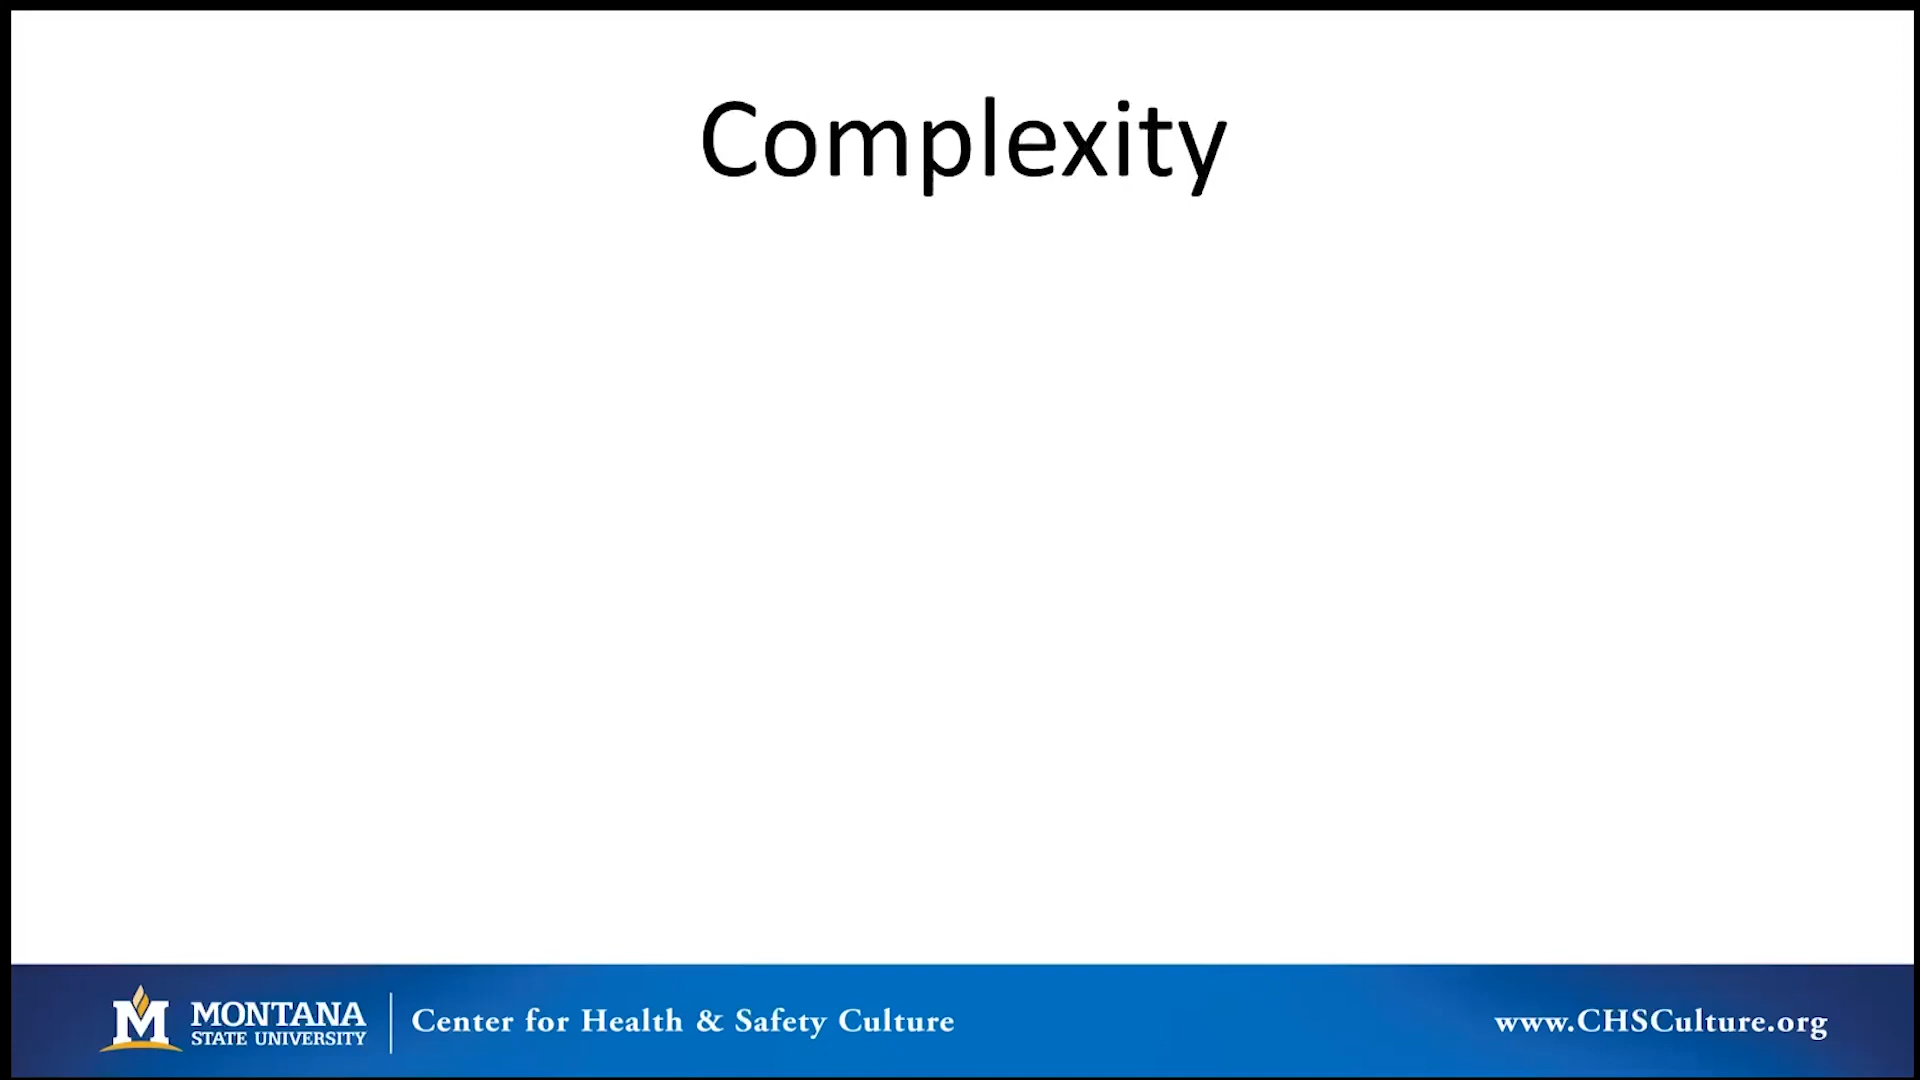 Complexity
M MONTANA
STATE UNIVERSITY
Center for Health & Safety Culture
www.CHSCulture.org